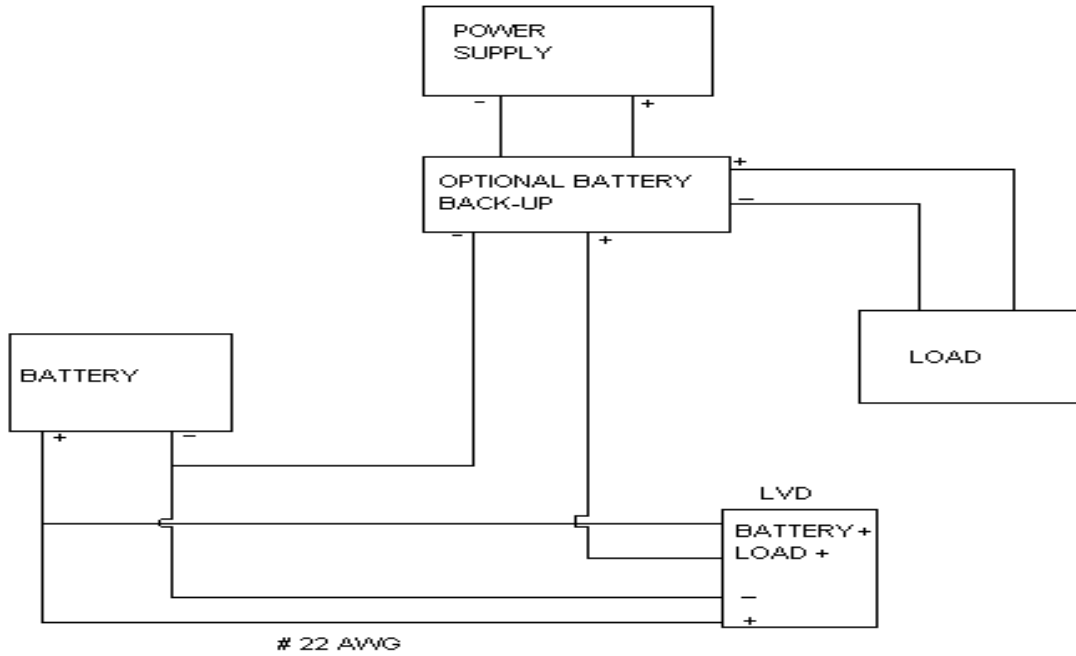 POWER
SUPPLY
− +
OPTIONAL BATTERY
BACK-UP
+
−
− +
LOAD
BATTERY
+ −
LVD
BATTERY +
LOAD +
−
+
# 22 AWG